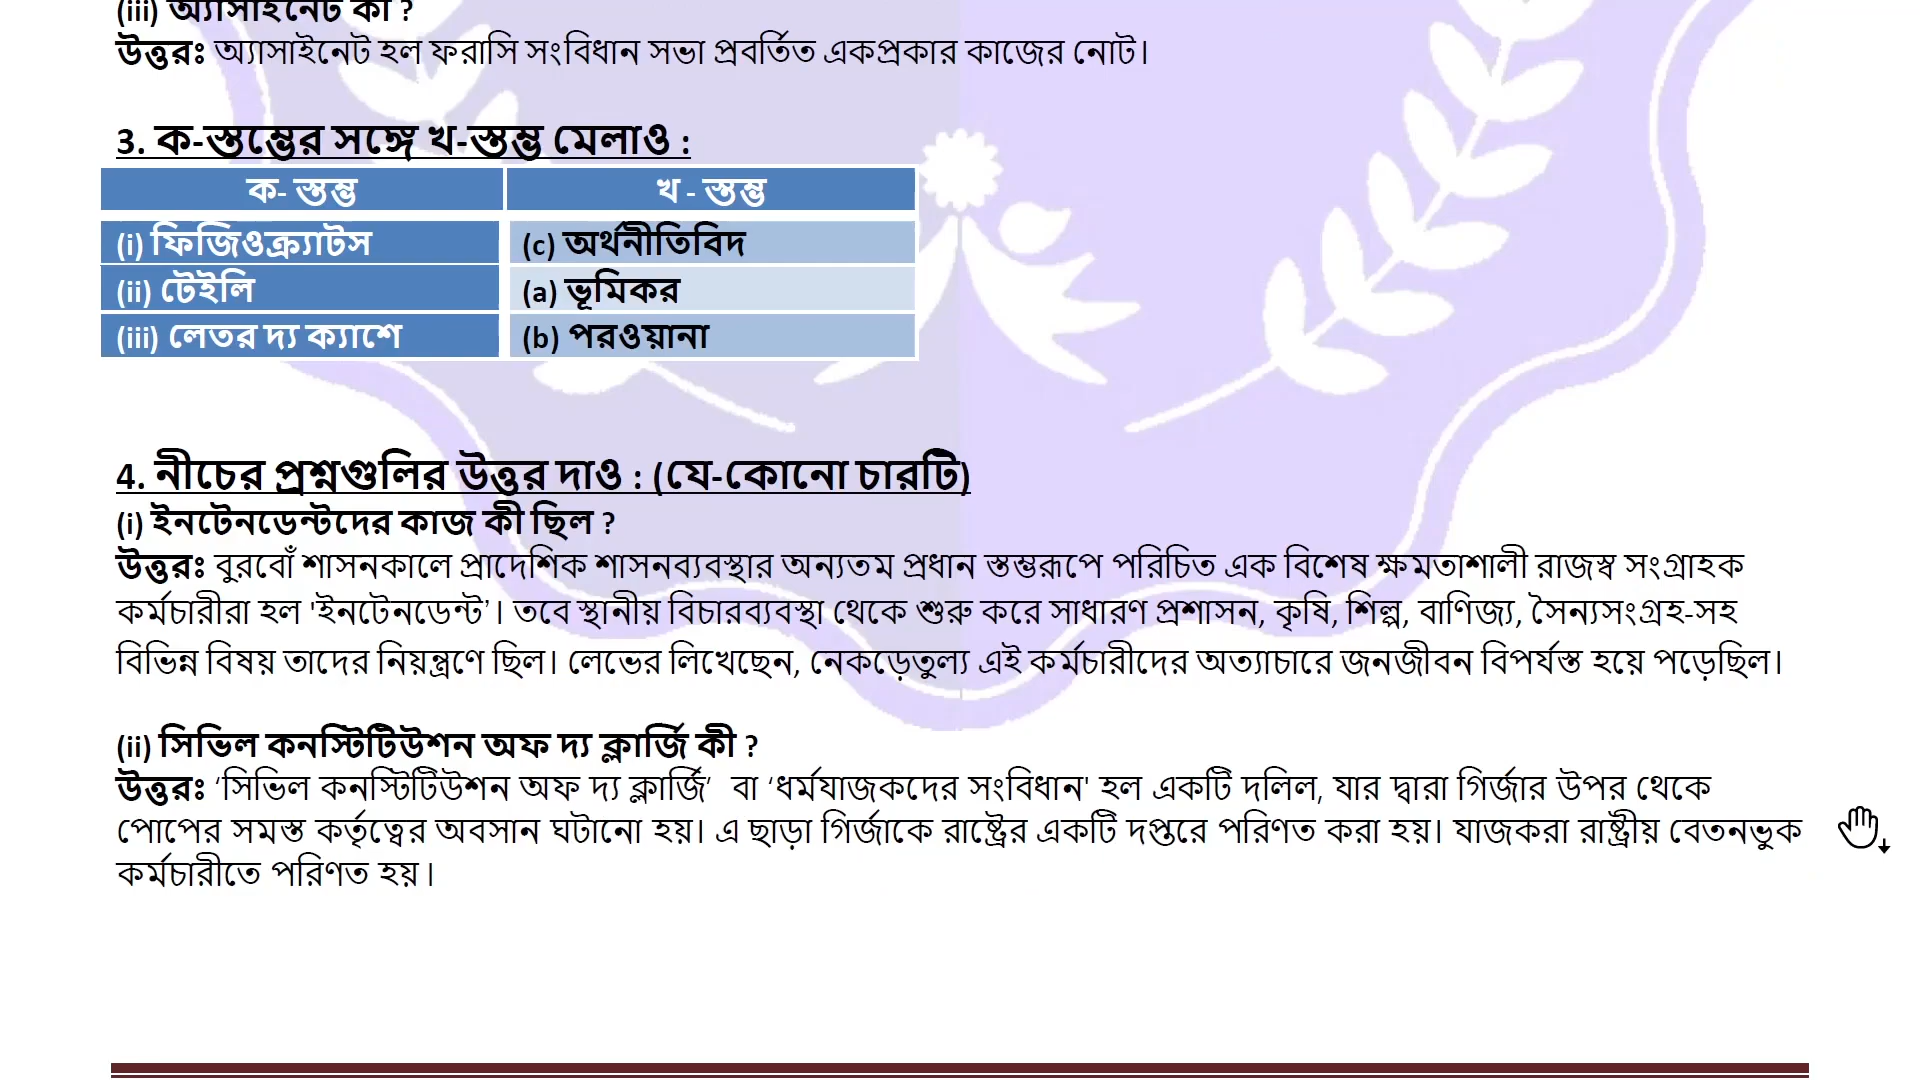 (iii) অ্যাসাইনেট কী ?
উত্তরঃ অ্যাসাইনেট হল ফরাসি সংবিধান সভা প্রবর্তিত একপ্রকার কাজের নোট।
3. ক-স্তম্ভের সঙ্গে খ-স্তম্ভ মেলাও :
ক- স্তম্ভ খ - স্তম্ভ
(i) ফিজিওক্র্যাটস (c) অর্থনীতিবিদ
(ii) টেইলি (a) ভূমিকর
(iii) লেতর দ্য ক্যাশে (b) পরওয়ানা
4. নীচের প্রশ্নগুলির উত্তর দাও : (যে-কোনো চারটি)
(i) ইনটেনডেন্টদের কাজ কী ছিল ?
উত্তরঃ বুরবোঁ শাসনকালে প্রাদেশিক শাসনব্যবস্থার অন্যতম প্রধান স্তম্ভরূপে পরিচিত এক বিশেষ ক্ষমতাশালী রাজস্ব সংগ্রাহক
কর্মচারীরা হল 'ইনটেনডেন্ট’। তবে স্থানীয় বিচারব্যবস্থা থেকে শুরু করে সাধারণ প্রশাসন, কৃষি, শিল্প, বাণিজ্য, সৈন্যসংগ্রহ-সহ
বিভিন্ন বিষয় তাদের নিয়ন্ত্রণে ছিল। লেভের লিখেছেন, নেকড়েতুল্য এই কর্মচারীদের অত্যাচারে জনজীবন বিপর্যস্ত হয়ে পড়েছিল।
(ii) সিভিল কনস্টিটিউশন অফ দ্য ক্লার্জি কী ?
উত্তরঃ ‘সিভিল কনস্টিটিউশন অফ দ্য ক্লার্জি’ বা ‘ধর্মযাজকদের সংবিধান' হল একটি দলিল, যার দ্বারা গির্জার উপর থেকে
পোপের সমস্ত কর্তৃত্বের অবসান ঘটানো হয়। এ ছাড়া গির্জাকে রাষ্ট্রের একটি দপ্তরে পরিণত করা হয়। যাজকরা রাষ্ট্রীয় বেতনভুক
কর্মচারীতে পরিণত হয়।